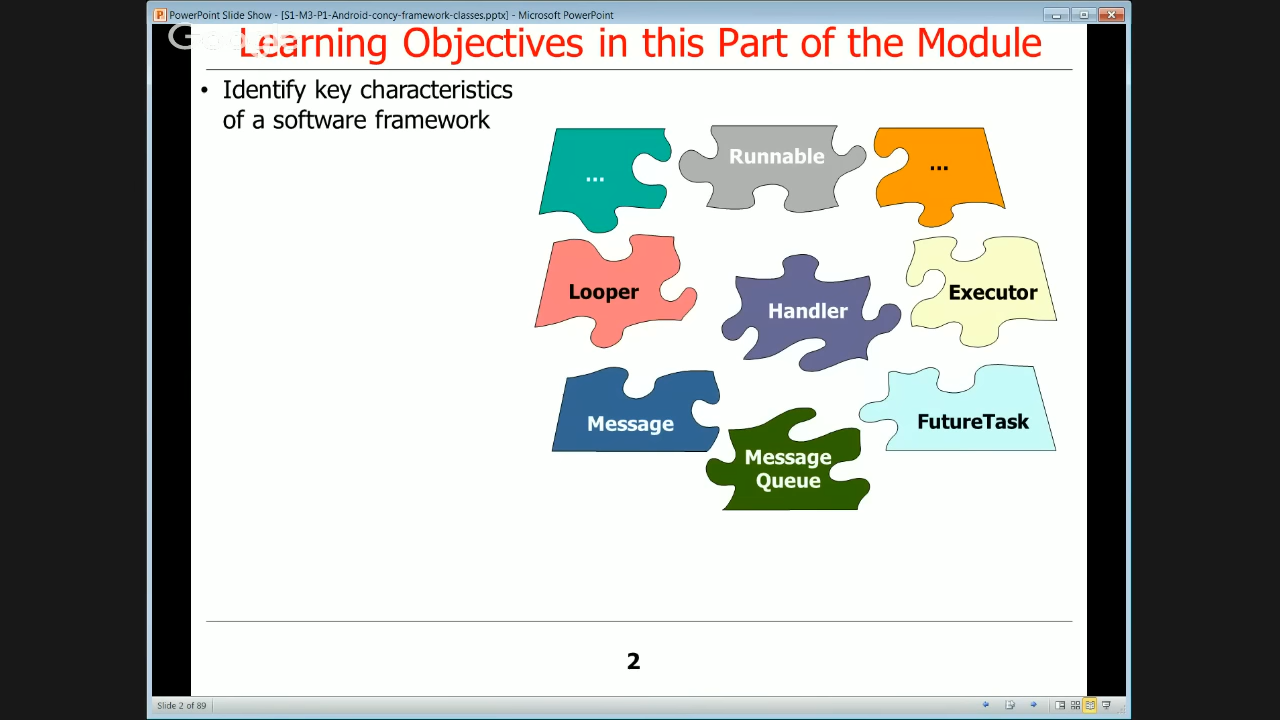 PowerPoint Slide Show - [S1-M3-P1-Android-concy-framework-classes.pptx] - Microsoft PowerPoint
Google
Learning Objectives in this Part of the Module
• Identify key characteristics
of a software framework
...
Runnable
...
Looper
Handler
Executor
Message
Message
Queue
FutureTask
2
Slide 2 of 89